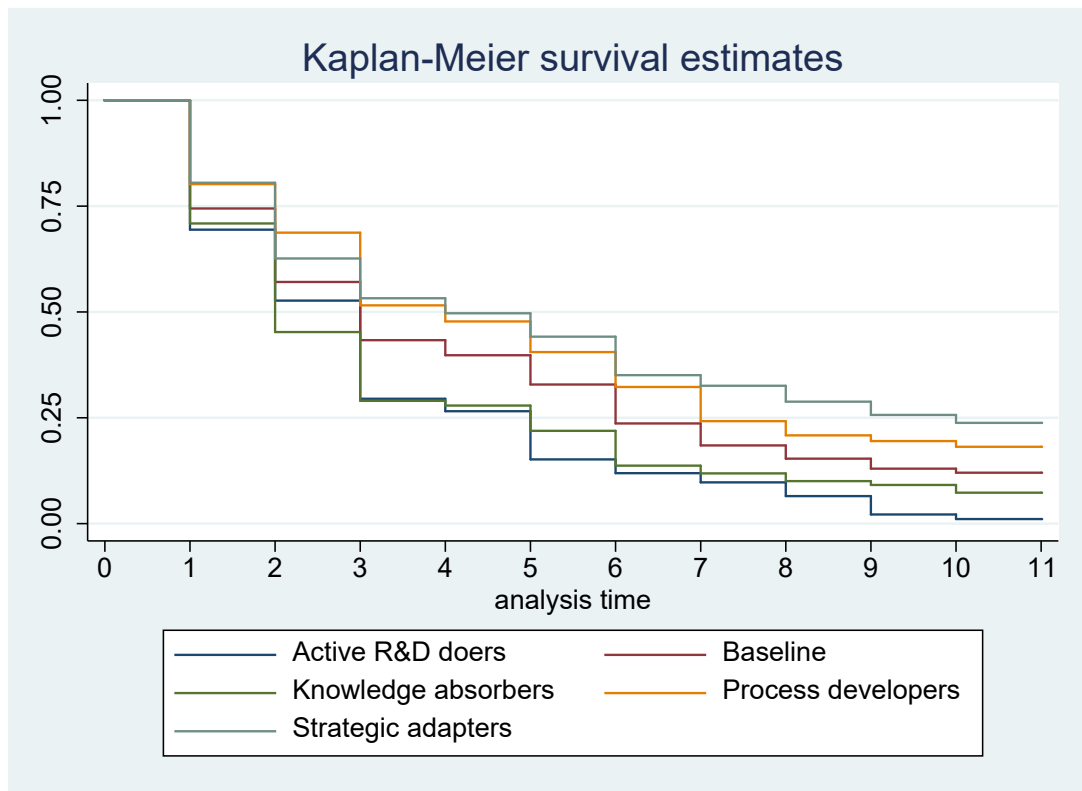 Kaplan-Meier survival estimates
1.00
0.75
0.50
0.25
0.00
0 1 2 3 4 5 6 7 8 9 10 11
analysis time
Active R&D doers Baseline
Knowledge absorbers Process developers
Strategic adapters